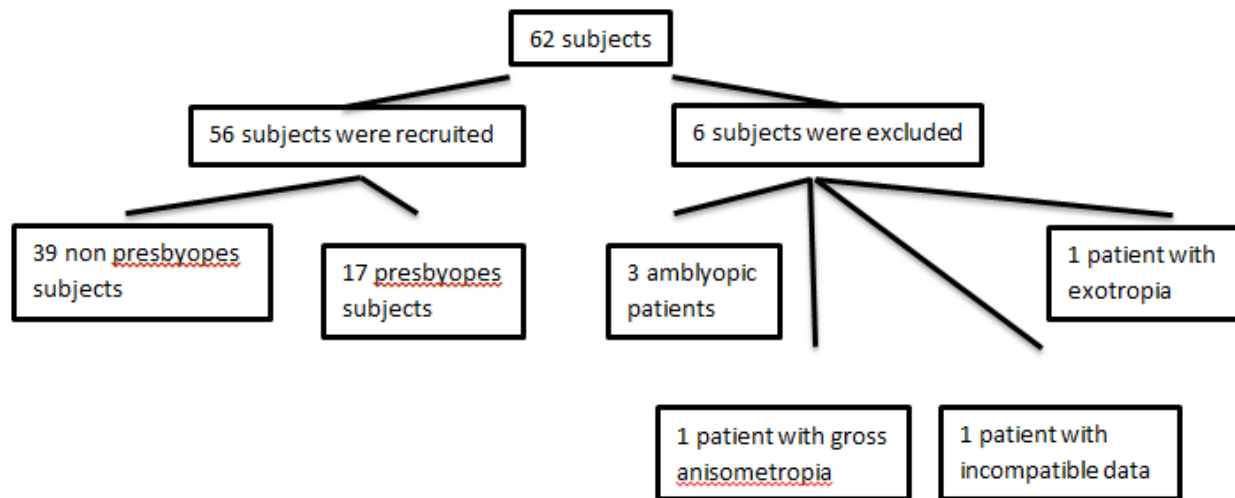 62 subjects
56 subjects were recruited
6 subjects were excluded
39 non presbyopes
subjects
17 presbyopes
subjects
3 amblyopic
patients
1 patient with
exotropia
1 patient with gross
anisometropia
1 patient with
incompatible data